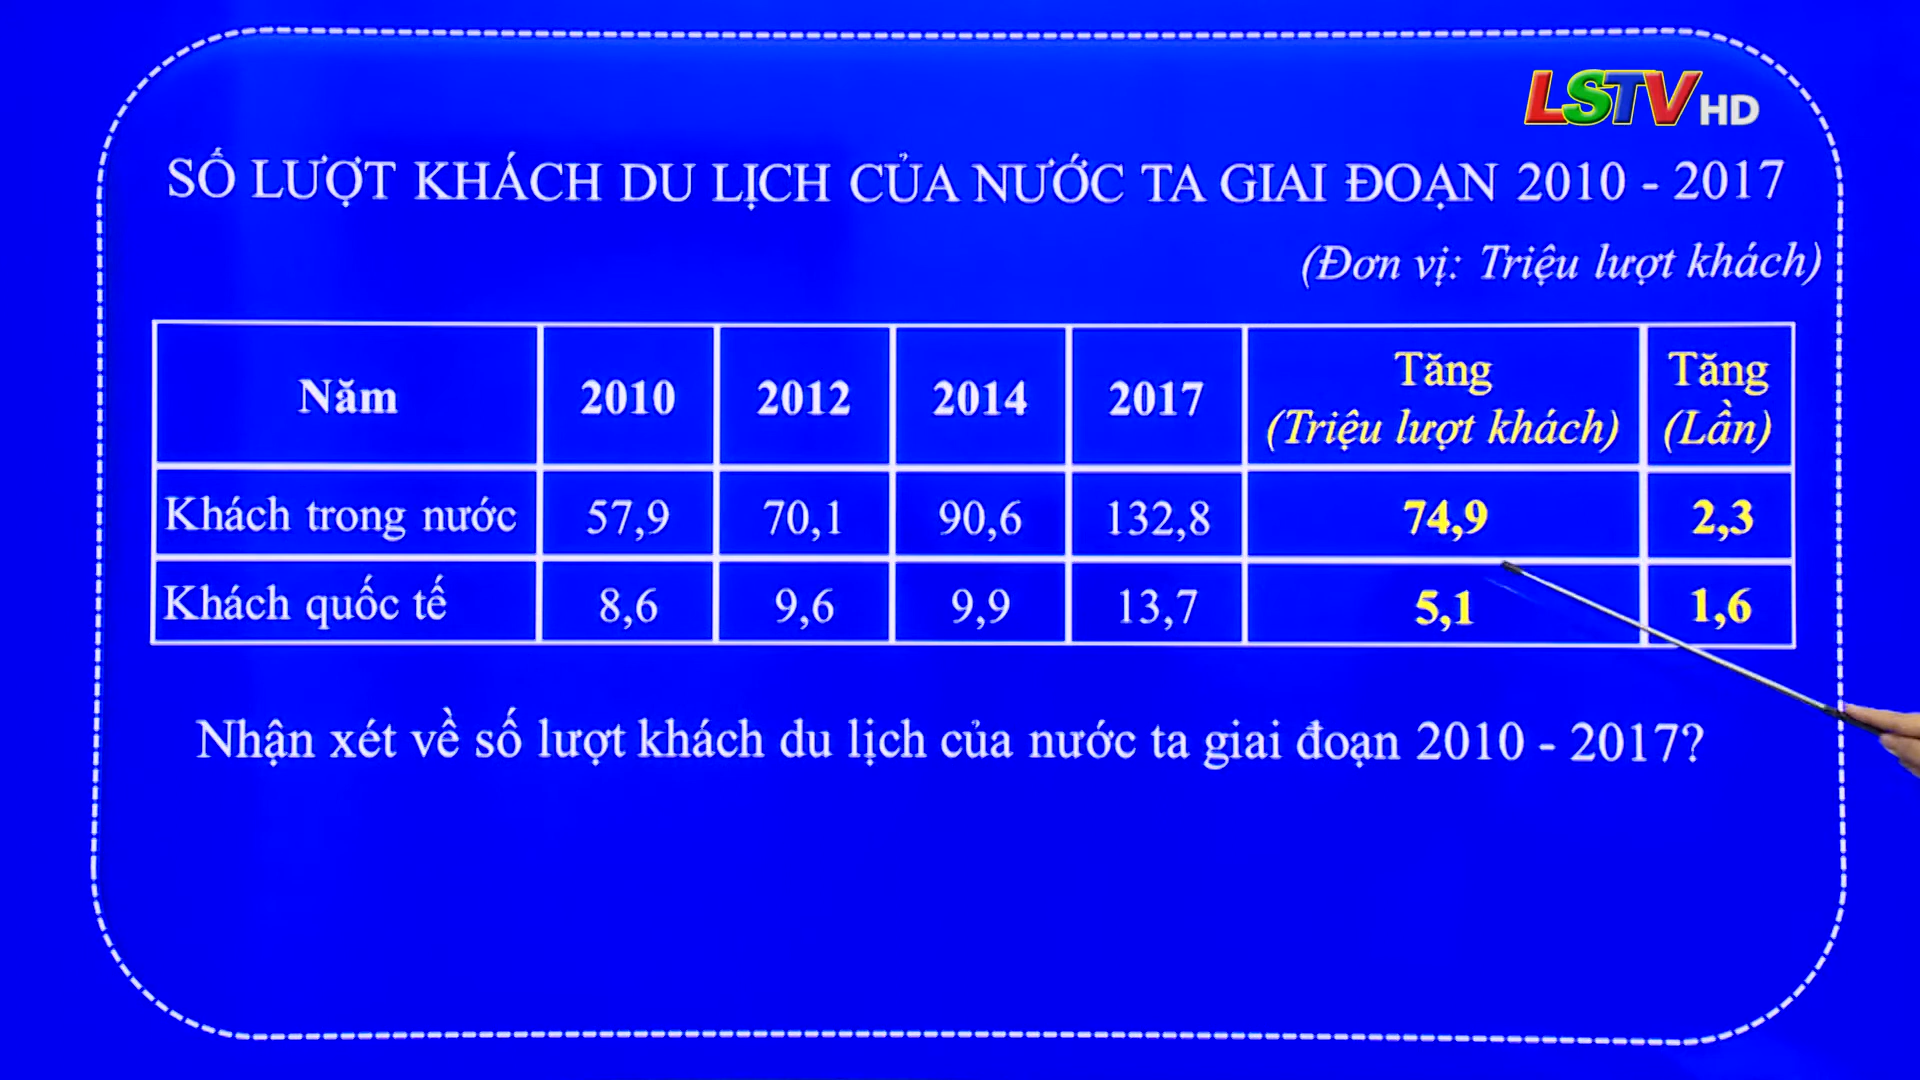 LSTV HD
SỐ LƯỢT KHÁCH DU LỊCH CỦA NƯỚC TA GIAI ĐOẠN 2010 - 2017
(Đơn vị: Triệu lượt khách)
Năm 2010 2012 2014 2017 Tăng (Triệu lượt khách) Tăng (Lần)
Khách trong nước 57,9 70,1 90,6 132,8 74,9 2,3
Khách quốc tế 8,6 9,6 9,9 13,7 5,1 1,6
Nhận xét về số lượt khách du lịch của nước ta giai đoạn 2010 - 2017?